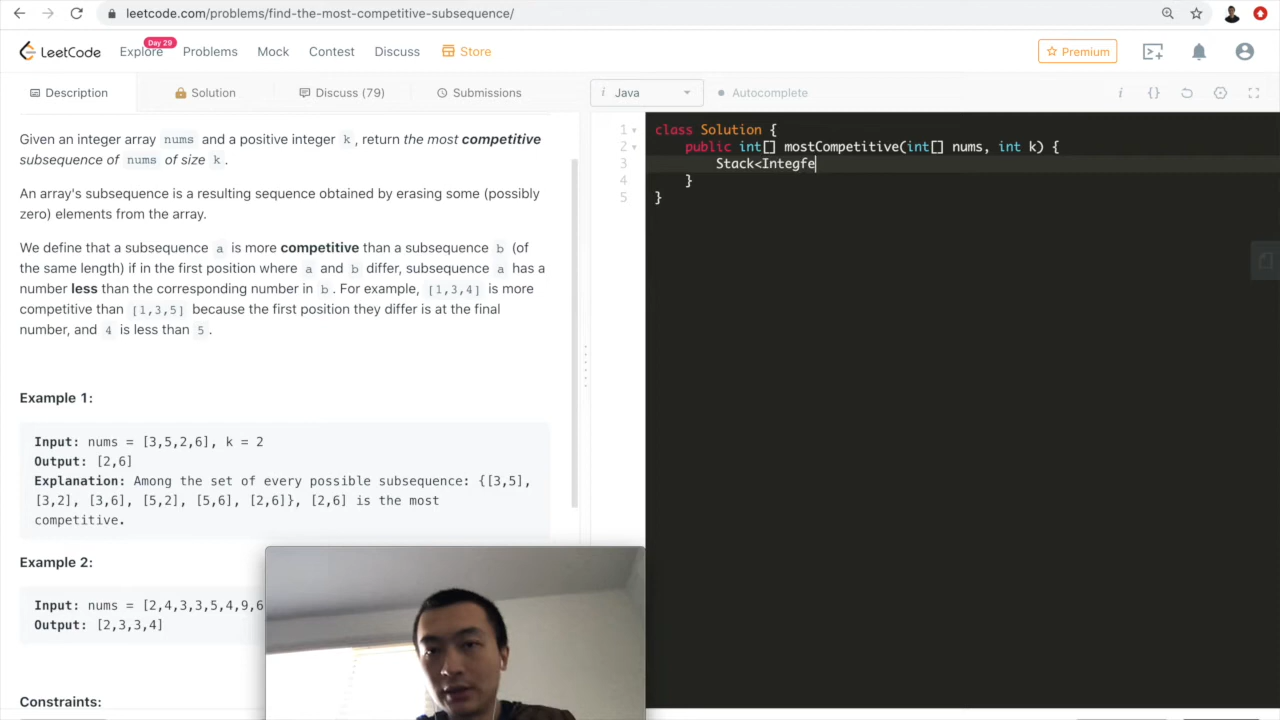 leetcode.com/problems/find-the-most-competitive-subsequence/
LeetCode
Explore
Day 29
Problems
Mock
Contest
Discuss
Store
Premium
Description
Solution
Discuss (79)
Submissions
i Java
Autocomplete
i
{}
Given an integer array nums and a positive integer k, return the most competitive
subsequence of nums of size k.
An array's subsequence is a resulting sequence obtained by erasing some (possibly
zero) elements from the array.
We define that a subsequence a is more competitive than a subsequence b (of
the same length) if in the first position where a and b differ, subsequence a has a
number less than the corresponding number in b. For example, [1,3,4] is more
competitive than [1,3,5] because the first position they differ is at the final
number, and 4 is less than 5.
Example 1:
Input: nums = [3,5,2,6], k = 2
Output: [2,6]
Explanation: Among the set of every possible subsequence: {[3,5],
[3,2], [3,6], [5,2], [5,6], [2,6]}, [2,6] is the most
competitive.
Example 2:
Input: nums = [2,4,3,3,5,4,9,6
Output: [2,3,3,4]
Constraints:
1 class Solution {
2 public int[] mostCompetitive(int[] nums, int k) {
3 Stack<Integfe
4 }
5 }